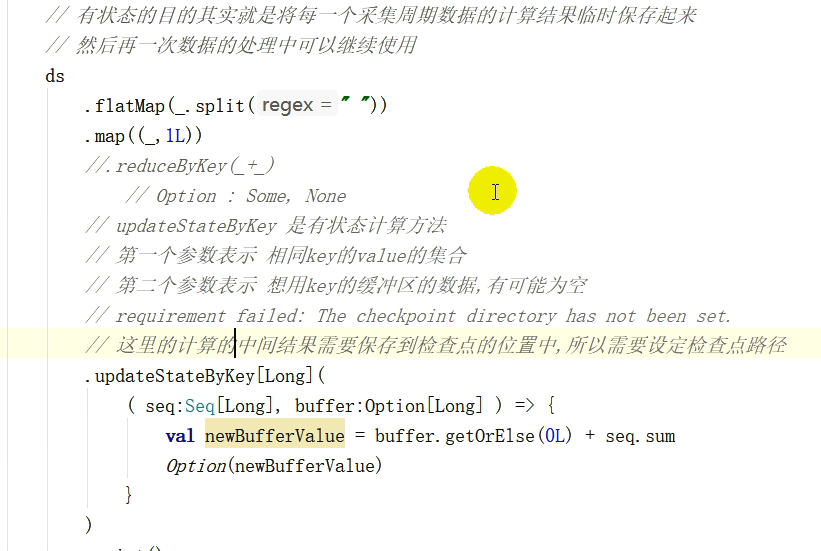 // 有状态的目的其实就是将每一个采集周期数据的计算结果临时保存起来
// 然后再一次数据的处理中可以继续使用
ds
.flatMap(_.split( regex = " "))
.map((_,1L))
//.reduceByKey(_+_)
// Option : Some, None
// updateStateByKey 是有状态计算方法
// 第一个参数表示 相同key的value的集合
// 第二个参数表示 想用key的缓冲区的数据,有可能为空
// requirement failed: The checkpoint directory has not been set.
// 这里的计算的中间结果需要保存到检查点的位置中,所以需要设定检查点路径
.updateStateByKey[Long](
( seq:Seq[Long], buffer:Option[Long] ) => {
val newBufferValue = buffer.getOrElse(0L) + seq.sum
Option(newBufferValue)
}
)